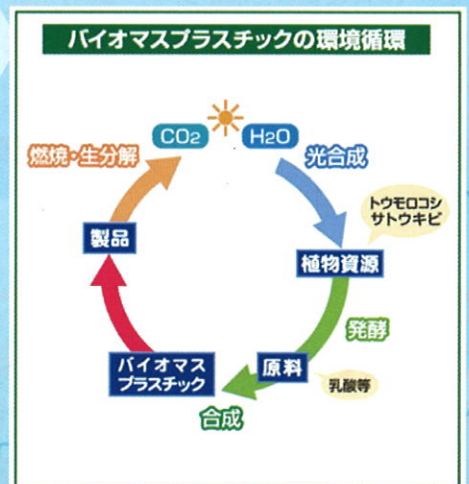 バイオマスプラスチックの環境循環
CO2
H2O
光合成
トウモロコシ
サトウキビ
植物資源
発酵
原料
乳酸等
合成
バイオマス
プラスチック
製品
燃焼・生分解